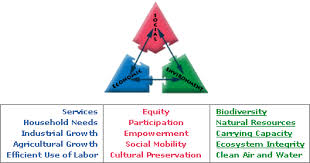 SOCIAL
ECONOMIC
ENVIRONMENT
Services
Household Needs
Industrial Growth
Agricultural Growth
Efficient Use of Labor
Equity
Participation
Empowerment
Social Mobility
Cultural Preservation
Biodiversity
Natural Resources
Carrying Capacity
Ecosystem Integrity
Clean Air and Water